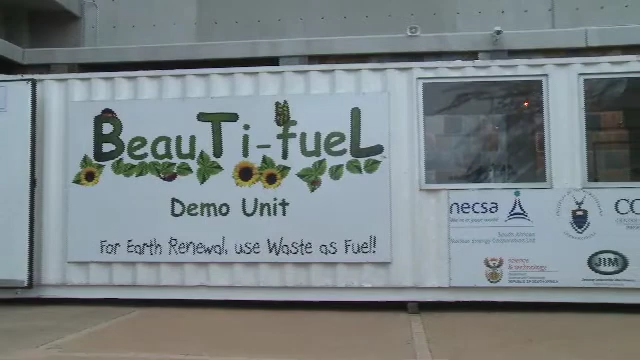 BeauTi-fueL
Demo Unit
For Earth Renewal, use Waste as Fuel!
necsa
South African
Nuclear Energy Corporation Ltd
science
& technology
REPUBLIC OF SOUTH AFRICA
JIM
CO